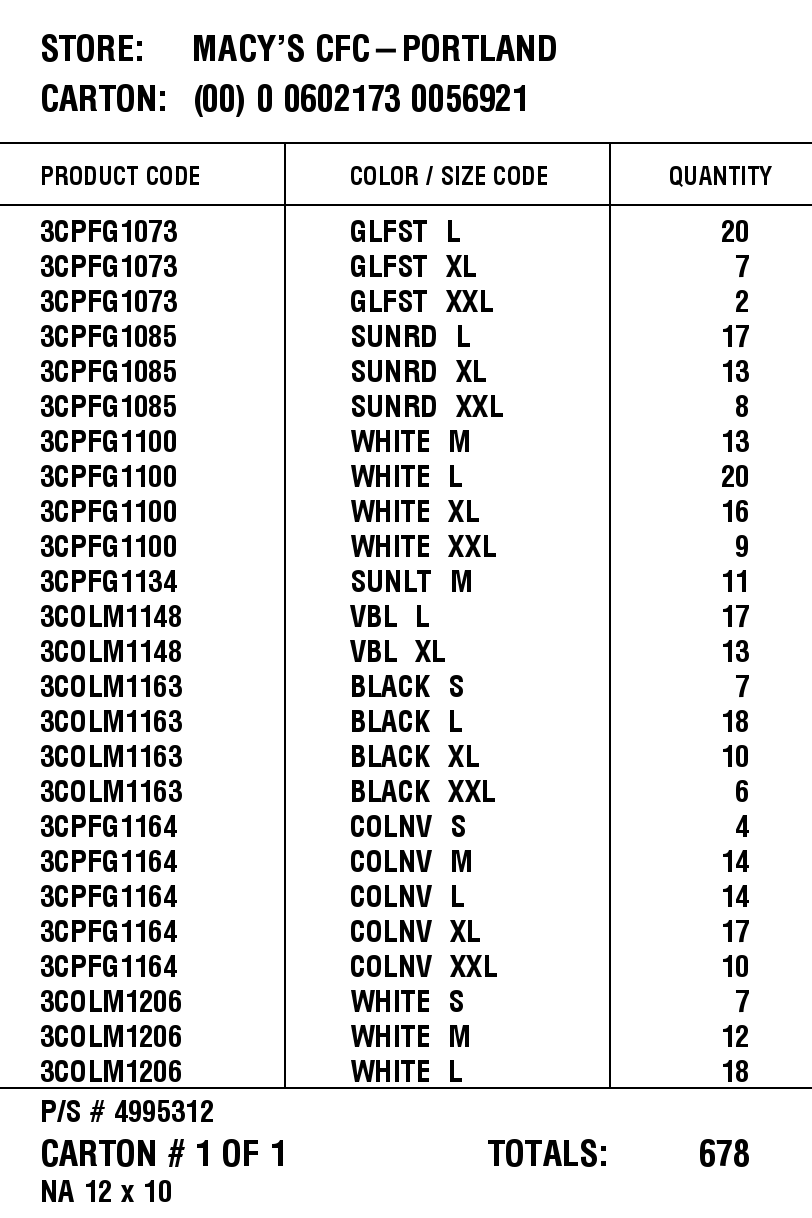 STORE: MACY'S CFC – PORTLAND
CARTON: (00) 0 0602173 0056921
PRODUCT CODE COLOR / SIZE CODE QUANTITY
3CPFG1073 GLFST L 20
3CPFG1073 GLFST XL 7
3CPFG1073 GLFST XXL 2
3CPFG1085 SUNRD L 17
3CPFG1085 SUNRD XL 13
3CPFG1085 SUNRD XXL 8
3CPFG1100 WHITE M 13
3CPFG1100 WHITE L 20
3CPFG1100 WHITE XL 16
3CPFG1100 WHITE XXL 9
3CPFG1134 SUNLT M 11
3COLM1148 VBL L 17
3COLM1148 VBL XL 13
3COLM1163 BLACK S 7
3COLM1163 BLACK L 18
3COLM1163 BLACK XL 10
3COLM1163 BLACK XXL 6
3CPFG1164 COLNV S 4
3CPFG1164 COLNV M 14
3CPFG1164 COLNV L 14
3CPFG1164 COLNV XL 17
3CPFG1164 COLNV XXL 10
3COLM1206 WHITE S 7
3COLM1206 WHITE M 12
3COLM1206 WHITE L 18
P/S # 4995312
CARTON # 1 OF 1 TOTALS: 678
NA 12 x 10